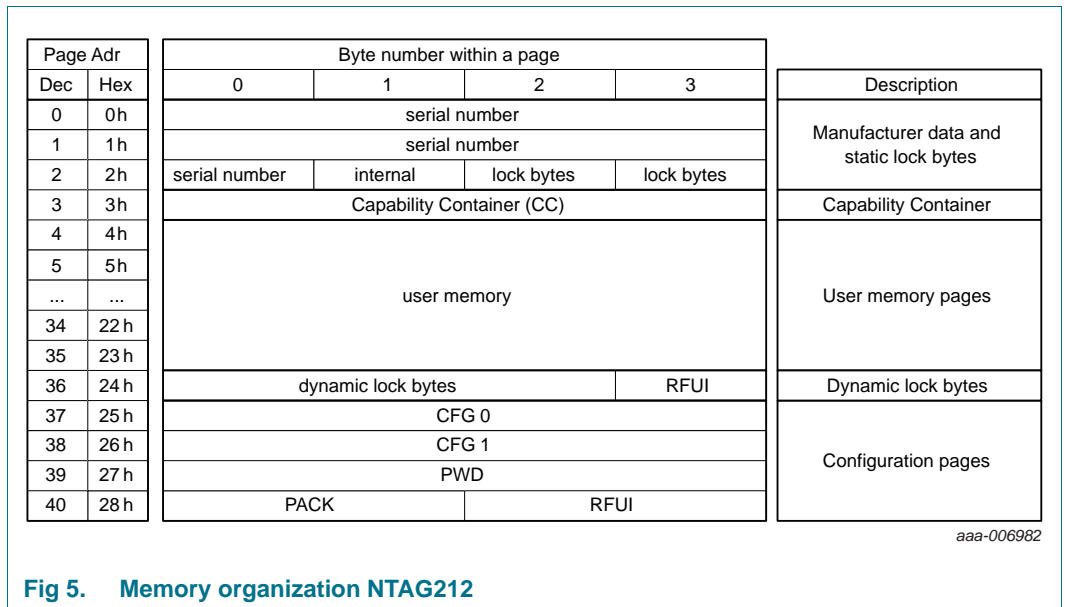 Page Adr Byte number within a page
Dec Hex 0 1 2 3 Description
0 0h serial number
1 1h serial number
Manufacturer data and
static lock bytes
2 2h serial number internal lock bytes lock bytes
3 3h Capability Container (CC) Capability Container
4 4h
5 5h
... ... user memory User memory pages
34 22h
35 23h
36 24h dynamic lock bytes RFUI Dynamic lock bytes
37 25h CFG 0
38 26h CFG 1
Configuration pages
39 27h PWD
40 28h PACK RFUI
aaa-006982
Fig 5. Memory organization NTAG212